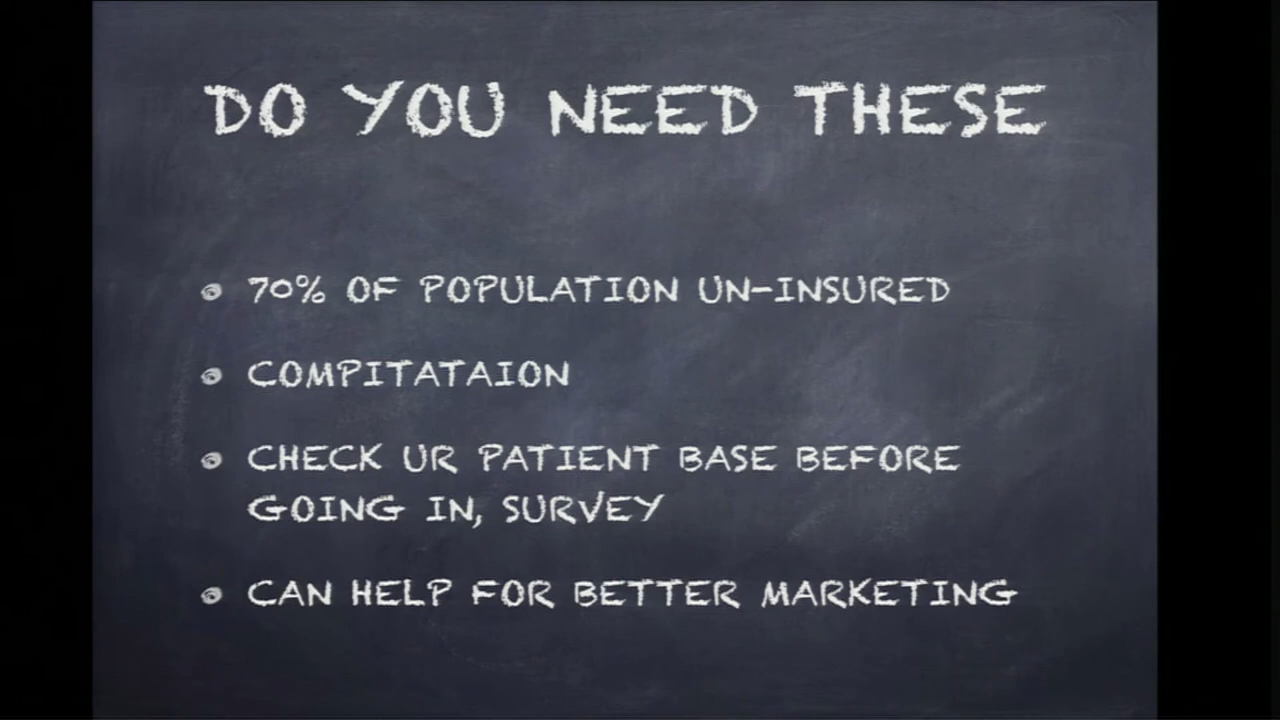 DO YOU NEED THESE
70% OF POPULATION UN-INSURED
COMPITATAION
CHECK UR PATIENT BASE BEFORE
GOING IN, SURVEY
CAN HELP FOR BETTER MARKETING